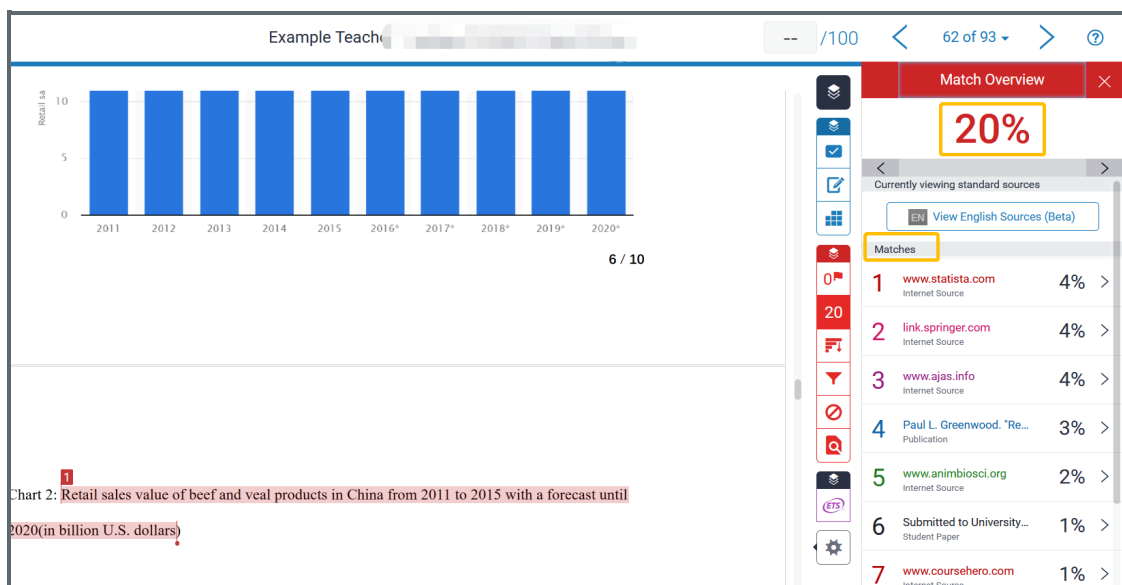 Example Teache
-- /100
62 of 93
Match Overview
20%
Currently viewing standard sources
EN View English Sources (Beta)
Matches
1 www.statista.com 4%
Internet Source
2 link.springer.com 4%
Internet Source
3 www.ajas.info 4%
Internet Source
4 Paul L. Greenwood. "Re... 3%
Publication
5 www.animbiosci.org 2%
Internet Source
6 Submitted to University... 1%
Student Paper
7 www.coursehero.com 1%
Internet Source
0
20
ETS
Retail sa
10
5
0
2011 2012 2013 2014 2015 2016* 2017* 2018* 2019* 2020*
6 / 10
1
Chart 2: Retail sales value of beef and veal products in China from 2011 to 2015 with a forecast until
2020(in billion U.S. dollars)